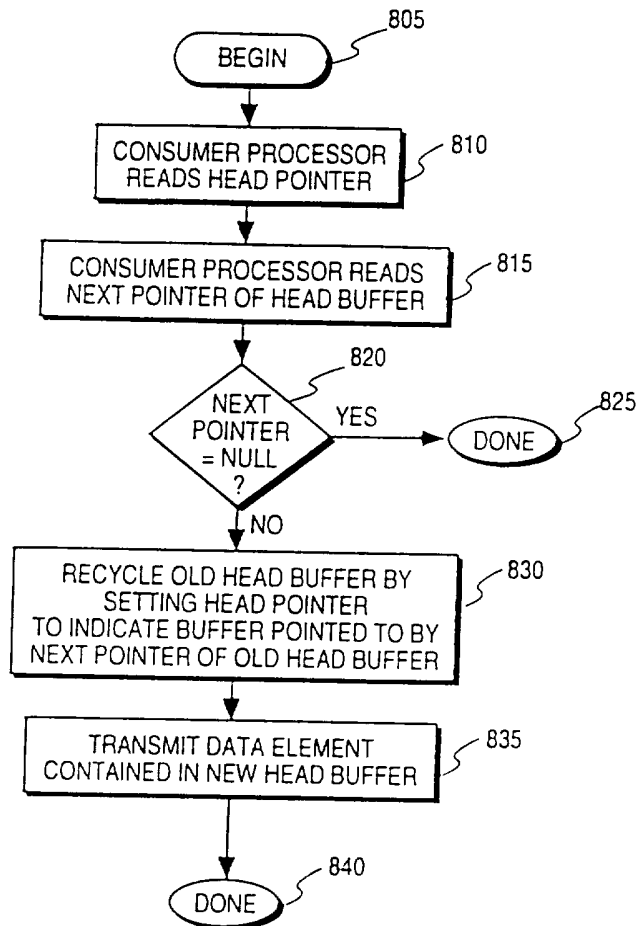 805
BEGIN
810
CONSUMER PROCESSOR
READS HEAD POINTER
815
CONSUMER PROCESSOR READS
NEXT POINTER OF HEAD BUFFER
820
NEXT
POINTER
= NULL
?
YES
825
DONE
NO
830
RECYCLE OLD HEAD BUFFER BY
SETTING HEAD POINTER
TO INDICATE BUFFER POINTED TO BY
NEXT POINTER OF OLD HEAD BUFFER
835
TRANSMIT DATA ELEMENT
CONTAINED IN NEW HEAD BUFFER
840
DONE